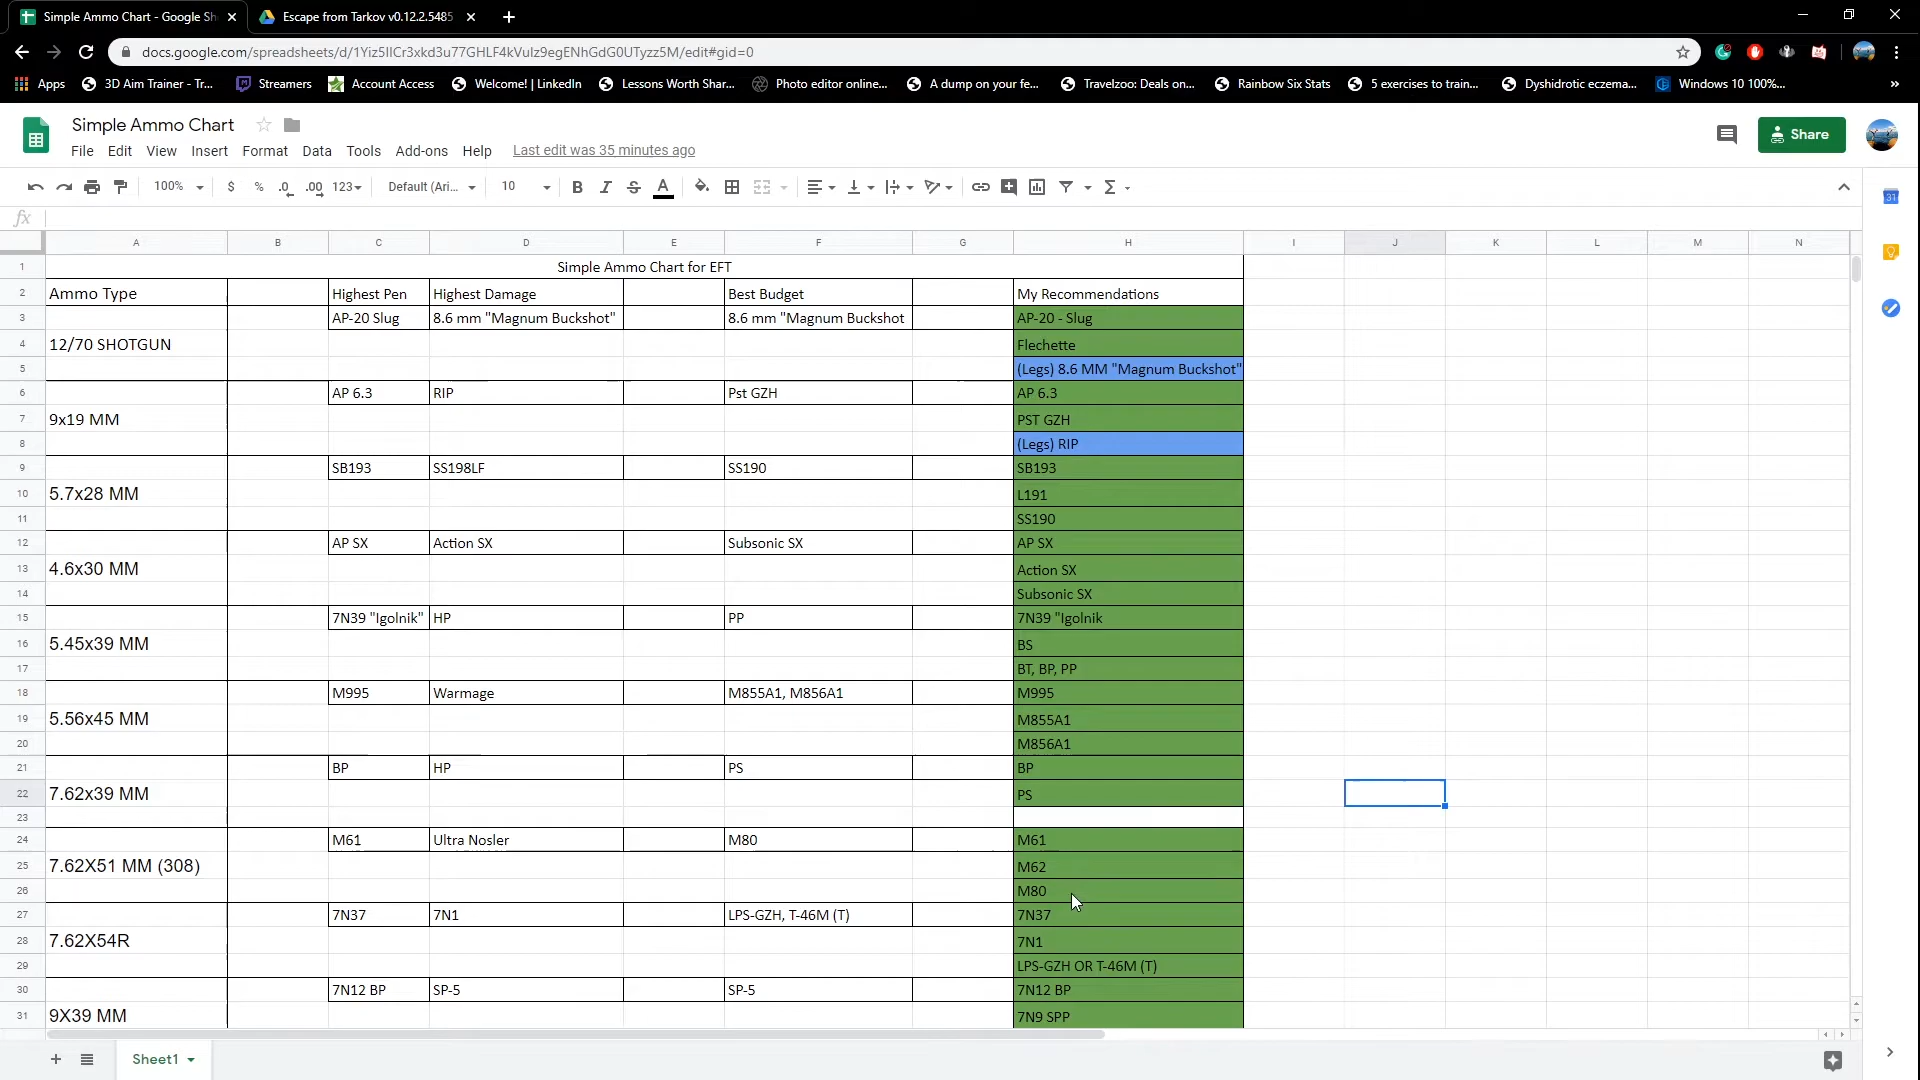 Simple Ammo Chart - Google Sh
Escape from Tarkov v0.12.2.5485
docs.google.com/spreadsheets/d/1Yiz5IICr3xkd3u77GHLF4kVulz9egENhGdG0UTyzz5M/edit#gid=0
Apps 3D Aim Trainer - Tr... Streamers Account Access Welcome! | LinkedIn Lessons Worth Shar... Photo editor online... A dump on your fe... Travelzoo: Deals on... Rainbow Six Stats 5 exercises to train... Dyshidrotic eczema... Windows 10 100%... »
Simple Ammo Chart
Share
File Edit View Insert Format Data Tools Add-ons Help Last edit was 35 minutes ago
100% $ % .0 .00 123 Default (Ari... 10 B I S A Σ
31
fx
A B C D E F G H I J K L M N
1 Simple Ammo Chart for EFT
2 Ammo Type Highest Pen Highest Damage Best Budget My Recommendations
3 AP-20 Slug 8.6 mm "Magnum Buckshot" 8.6 mm "Magnum Buckshot AP-20 - Slug
4 12/70 SHOTGUN Flechette
5 (Legs) 8.6 MM "Magnum Buckshot"
6 AP 6.3 RIP Pst GZH AP 6.3
7 9x19 MM PST GZH
8 (Legs) RIP
9 SB193 SS198LF SS190 SB193
10 5.7x28 MM L191
11 SS190
12 AP SX Action SX Subsonic SX AP SX
13 4.6x30 MM Action SX
14 Subsonic SX
15 7N39 "Igolnik" HP PP 7N39 "Igolnik
16 5.45x39 MM BS
17 BT, BP, PP
18 M995 Warmage M855A1, M856A1 M995
19 5.56x45 MM M855A1
20 M856A1
21 BP HP PS BP
22 7.62x39 MM PS
23
24 M61 Ultra Nosler M80 M61
25 7.62X51 MM (308) M62
26 M80
27 7N37 7N1 LPS-GZH, T-46M (T) 7N37
28 7.62X54R 7N1
29 LPS-GZH OR T-46M (T)
30 7N12 BP SP-5 SP-5 7N12 BP
31 9X39 MM 7N9 SPP
Sheet1